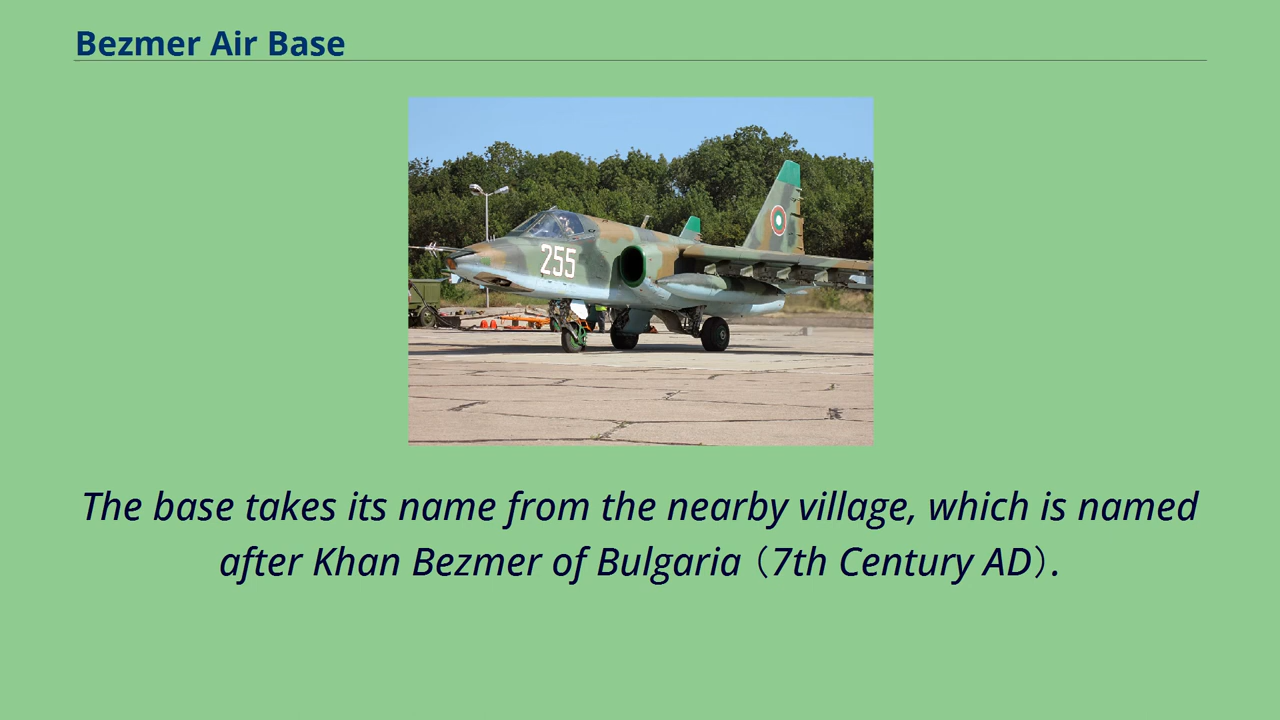 Bezmer Air Base
255
The base takes its name from the nearby village, which is named
after Khan Bezmer of Bulgaria（7th Century AD）.